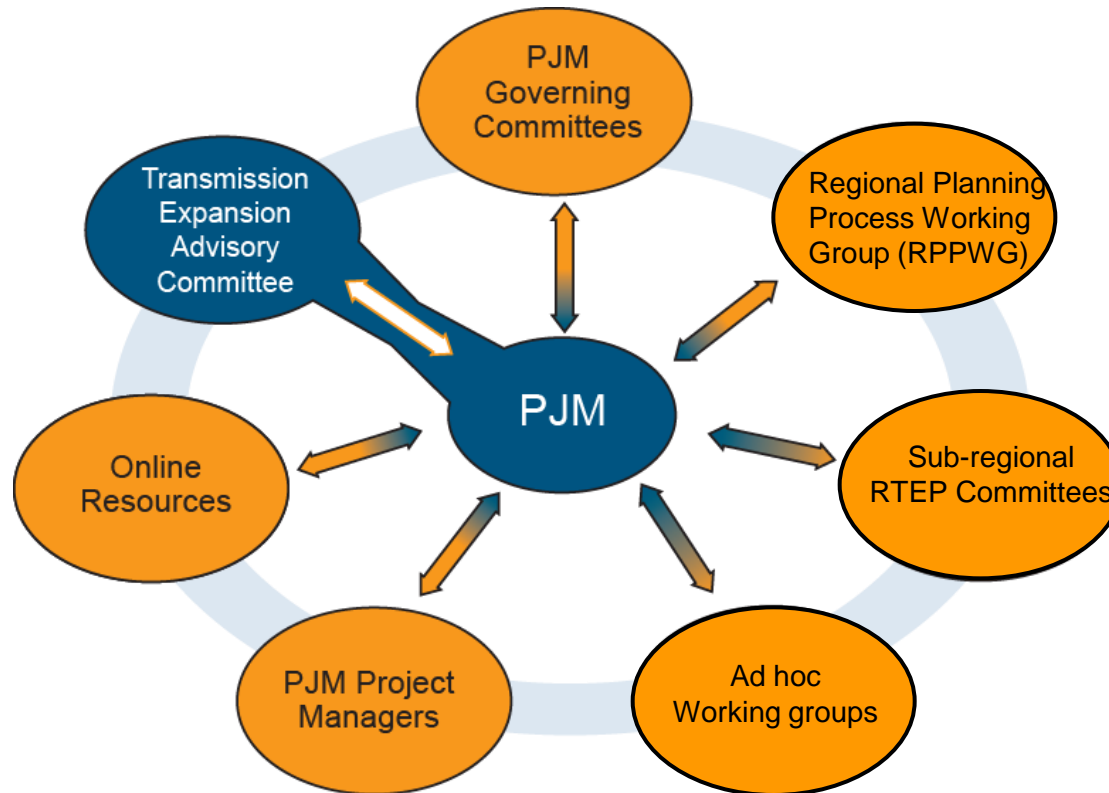 PJM
Governing
Committees
Transmission
Expansion
Advisory
Committee
Regional Planning
Process Working
Group (RPPWG)
PJM
Online
Resources
Sub-regional
RTEP Committees
PJM Project
Managers
Ad hoc
Working groups